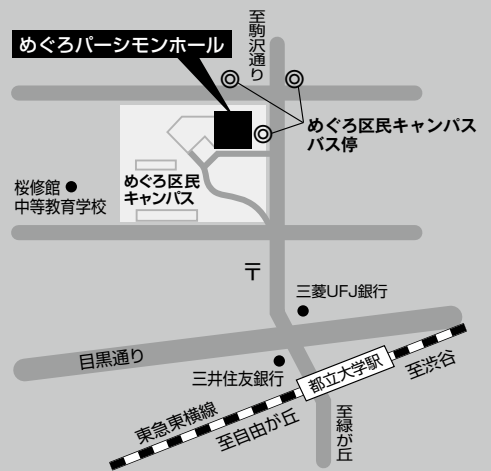 至駒沢通り
めぐろパーシモンホール
めぐろ区民キャンパス
バス停
めぐろ区民
キャンパス
桜修館
中等教育学校
〒
三菱UFJ銀行
目黒通り
三井住友銀行
都立大学駅
至渋谷
東急東横線
至自由が丘
至緑が丘